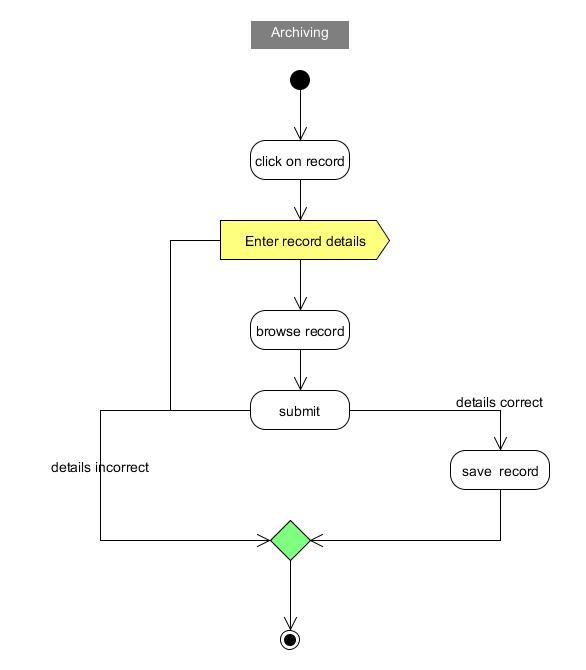 Archiving
click on record
Enter record details
browse record
submit
details correct
details incorrect
save record